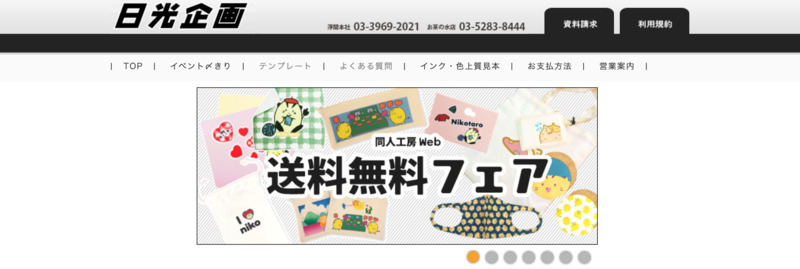 日光企画
浮間本社 03-3969-2021 お茶の水店 03-5283-8444
資料請求
利用規約
| TOP | イベント〆きり | テンプレート | よくある質問 | インク・色上質見本 | お支払方法 | 営業案内 |
Nikotaro
同人工房 Web
送料無料フェア
I
niko